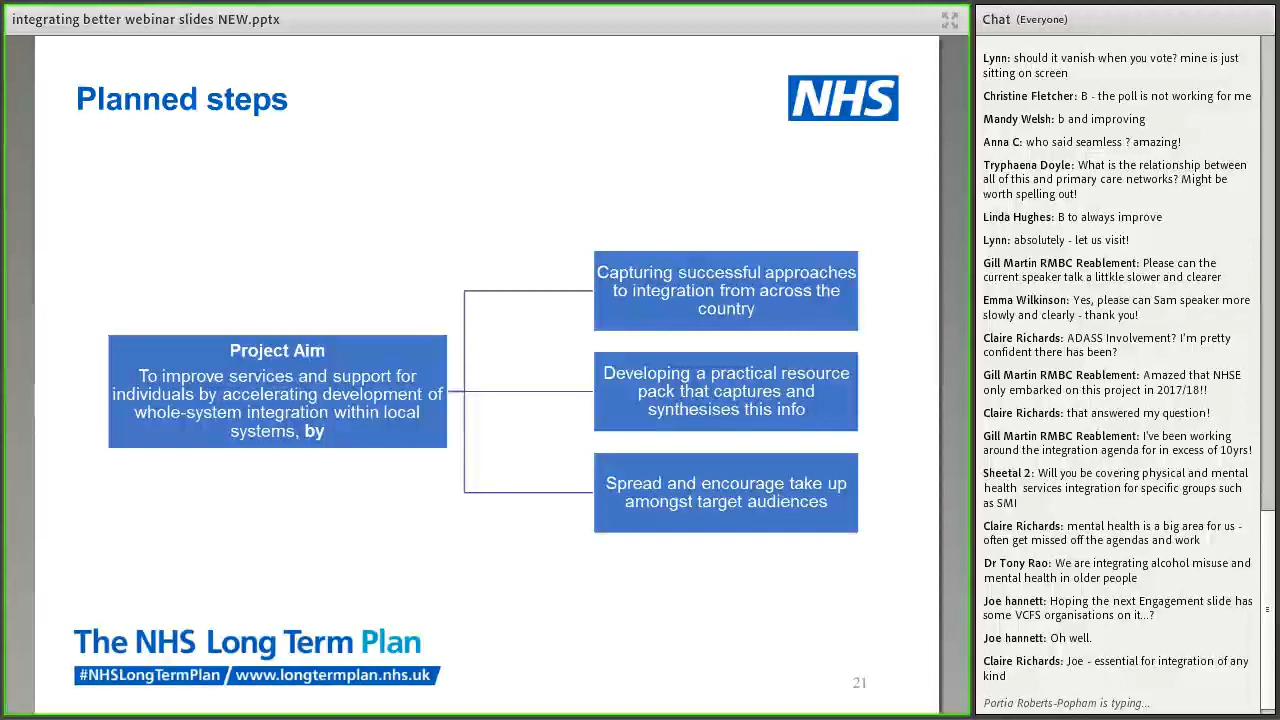 integrating better webinar slides NEW.pptx
Planned steps
NHS
Project Aim
To improve services and support for
individuals by accelerating development of
whole-system integration within local
systems, by
Capturing successful approaches
to integration from across the
country
Developing a practical resource
pack that captures and
synthesises this info
Spread and encourage take up
amongst target audiences
The NHS Long Term Plan
#NHSLongTermPlan / www.longtermplan.nhs.uk
21
Chat (Everyone)
Lynn: should it vanish when you vote? mine is just
sitting on screen
Christine Fletcher: B - the poll is not working for me
Mandy Welsh: b and improving
Anna C: who said seamless ? amazing!
Tryphaena Doyle: What is the relationship between
all of this and primary care networks? Might be
worth spelling out!
Linda Hughes: B to always improve
Lynn: absolutely - let us visit!
Gill Martin RMBC Reablement: Please can the
current speaker talk a littkle slower and clearer
Emma Wilkinson: Yes, please can Sam speaker more
slowly and clearly - thank you!
Claire Richards: ADASS Involvement? I'm pretty
confident there has been?
Gill Martin RMBC Reablement: Amazed that NHSE
only embarked on this project in 2017/18!!
Claire Richards: that answered my question!
Gill Martin RMBC Reablement: I've been working
around the integration agenda for in excess of 10yrs!
Sheetal 2: Will you be covering physical and mental
health services integration for specific groups such
as SMI
Claire Richards: mental health is a big area for us -
often get missed off the agendas and work
Dr Tony Rao: We are integrating alcohol misuse and
mental health in older people
Joe hannett: Hoping the next Engagement slide has
some VCFS organisations on it...?
Joe hannett: Oh well.
Claire Richards: Joe - essential for integration of any
kind
Portia Roberts-Popham is typing...